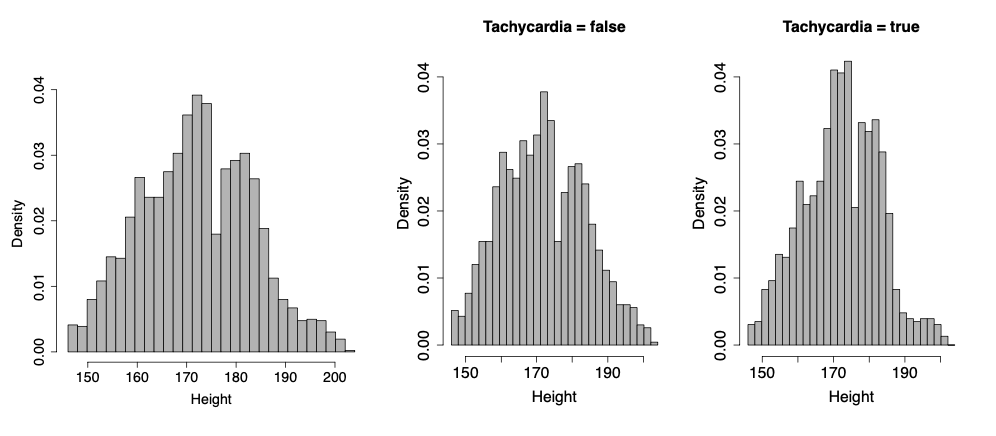 Tachycardia = false
Tachycardia = true
Density
0.00 0.01 0.02 0.03 0.04
150 160 170 180 190 200
Height
Density
0.00 0.01 0.02 0.03 0.04
150 170 190
Height
Density
0.00 0.01 0.02 0.03 0.04
150 170 190
Height